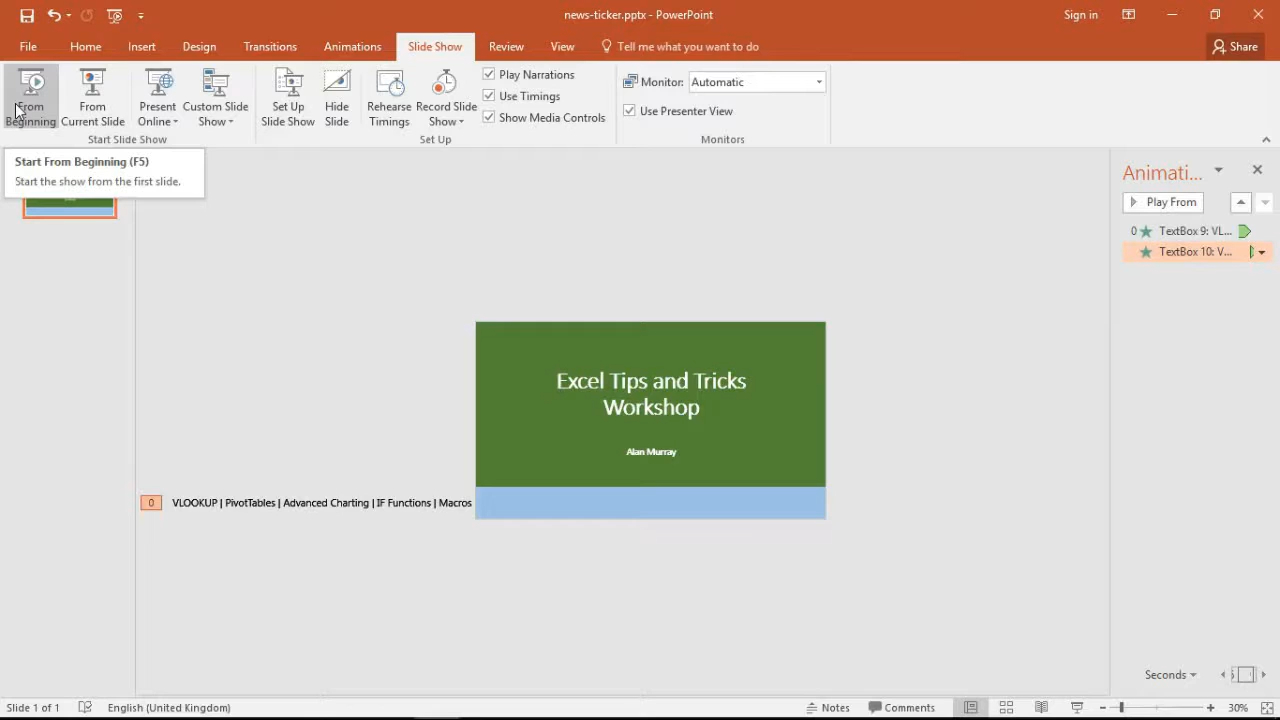 news-ticker.pptx - PowerPoint
Sign in
File
Home
Insert
Design
Transitions
Animations
Slide Show
Review
View
Tell me what you want to do
Share
From
Beginning
From
Current Slide
Present
Online
Custom Slide
Show
Set Up
Slide Show
Hide
Slide
Rehearse
Timings
Record Slide
Show
Play Narrations
Use Timings
Show Media Controls
Monitor: Automatic
Use Presenter View
Start Slide Show
Set Up
Monitors
Start From Beginning (F5)
Start the show from the first slide.
Animati...
Play From
0 TextBox 9: VL...
TextBox 10: V...
Excel Tips and Tricks
Workshop
Alan Murray
0 VLOOKUP | PivotTables | Advanced Charting | IF Functions | Macros
Seconds
Slide 1 of 1
English (United Kingdom)
Notes
Comments
30%